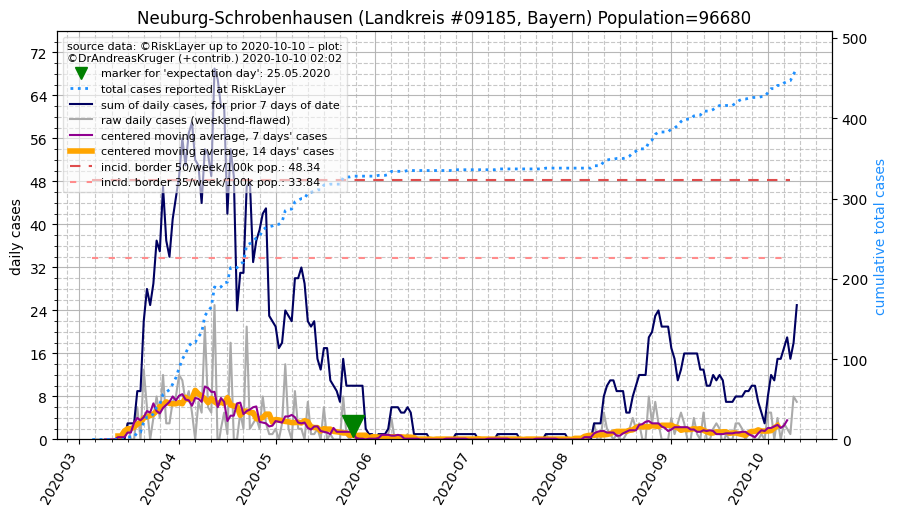 Neuburg-Schrobenhausen (Landkreis #09185, Bayern) Population=96680
source data: ©RiskLayer up to 2020-10-10 – plot:
©DrAndreasKruger (+contrib.) 2020-10-10 02:02
marker for 'expectation day': 25.05.2020
total cases reported at RiskLayer
sum of daily cases, for prior 7 days of date
raw daily cases (weekend-flawed)
centered moving average, 7 days' cases
centered moving average, 14 days' cases
incid. border 50/week/100k pop.: 48.34
incid. border 35/week/100k pop.: 33.84
daily cases
72
64
56
48
40
32
24
16
8
0
cumulative total cases
500
400
300
200
100
0
2020-03
2020-04
2020-05
2020-06
2020-07
2020-08
2020-09
2020-10